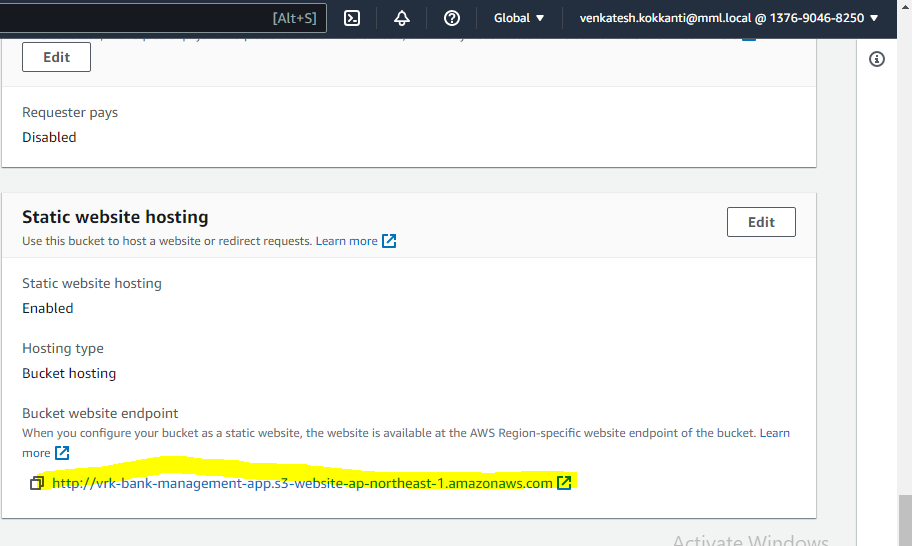 [Alt+S]
Global
venkatesh.kokkanti@mml.local @ 1376-9046-8250
Edit
Requester pays
Disabled
Static website hosting
Edit
Use this bucket to host a website or redirect requests. Learn more
Static website hosting
Enabled
Hosting type
Bucket hosting
Bucket website endpoint
When you configure your bucket as a static website, the website is available at the AWS Region-specific website endpoint of the bucket. Learn
more
http://vrk-bank-management-app.s3-website-ap-northeast-1.amazonaws.com
Activate Windows